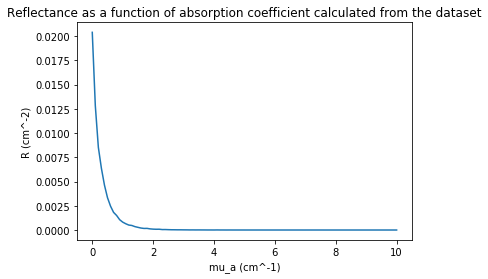 Reflectance as a function of absorption coefficient calculated from the dataset
0.0200
0.0175
0.0150
0.0125
0.0100
0.0075
0.0050
0.0025
0.0000
R (cm^-2)
0 2 4 6 8 10
mu_a (cm^-1)